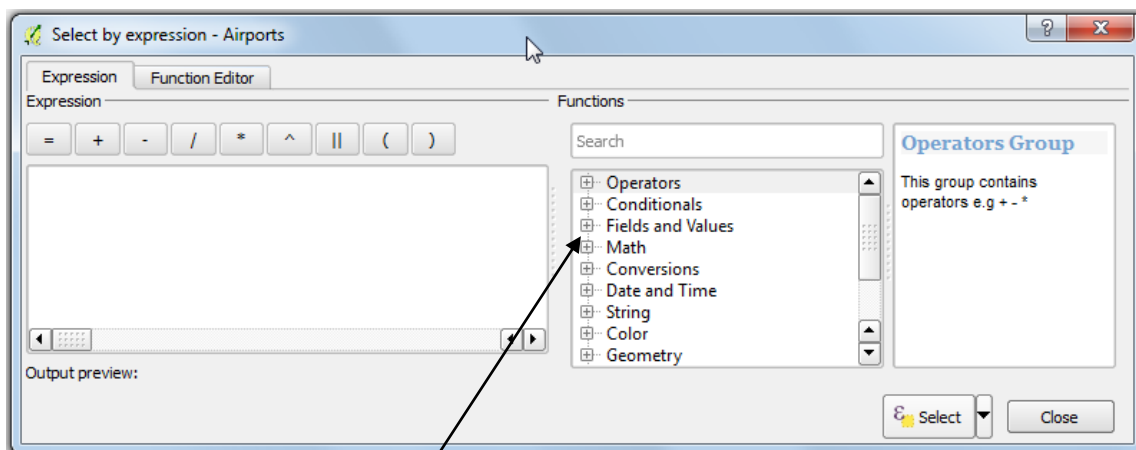 Select by expression - Airports
? X
Expression Function Editor
Expression Functions
= + - / * ^ || ( )
Search
Operators
Conditionals
Fields and Values
Math
Conversions
Date and Time
String
Color
Geometry
Operators Group
This group contains
operators e.g + - *
Output preview:
ε Select Close